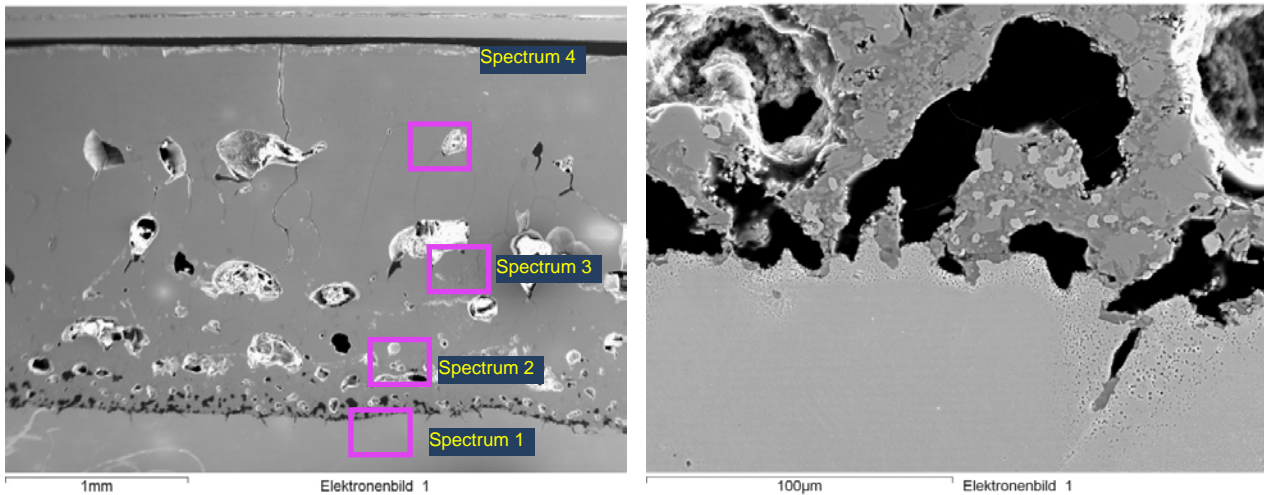 Spectrum 4
Spectrum 3
Spectrum 2
Spectrum 1
1mm
Elektronenbild 1
100µm
Elektronenbild 1